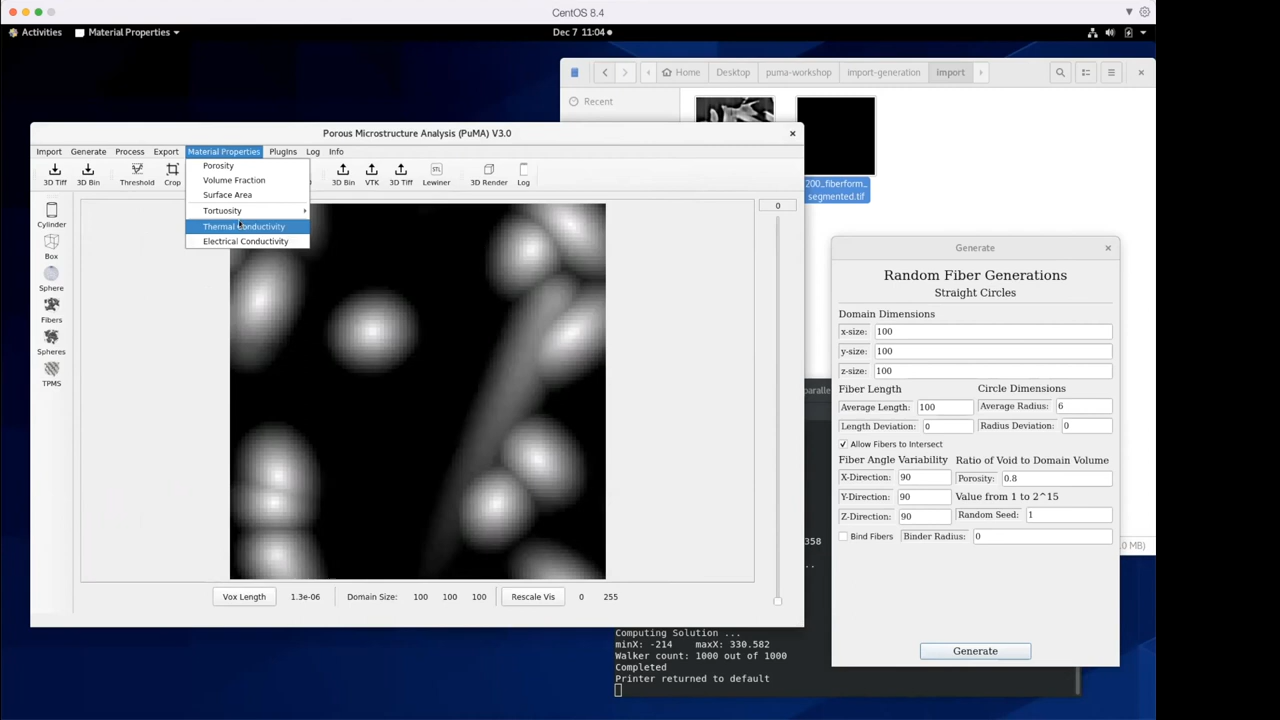 CentOS 8.4
Activities
Material Properties
Dec 7 11:04
Home
Desktop
puma-workshop
import-generation
Import
Recent
200_fiberform_
segmented.tif
Porous Microstructure Analysis (PuMA) V3.0
Import
Generate
Process
Export
Material Properties
PlugIns
Log
Info
3D Tiff
3D Bin
Threshold
Crop
3D Bin
VTK
3D Tiff
STL
Lewiner
3D Render
Log
Porosity
Volume Fraction
Surface Area
Tortuosity
Thermal Conductivity
Electrical Conductivity
Cylinder
Box
Sphere
Fibers
Spheres
TPMS
0
Vox Length
1.3e-06
Domain Size:
100
100
100
Rescale Vis
0
255
Generate
Random Fiber Generations
Straight Circles
Domain Dimensions
x-size:
100
y-size:
100
z-size:
100
Fiber Length
Circle Dimensions
Average Length:
100
Average Radius:
6
Length Deviation:
0
Radius Deviation:
0
Allow Fibers to Intersect
Fiber Angle Variability
Ratio of Void to Domain Volume
X-Direction:
90
Porosity:
0.8
Y-Direction:
90
Value from 1 to 2^15
Z-Direction:
90
Random Seed:
1
Bind Fibers
Binder Radius:
0
Generate
358
..
Computing Solution ...
minX: -214 maxX: 330.582
Walker count: 1000 out of 1000
Completed
Printer returned to default